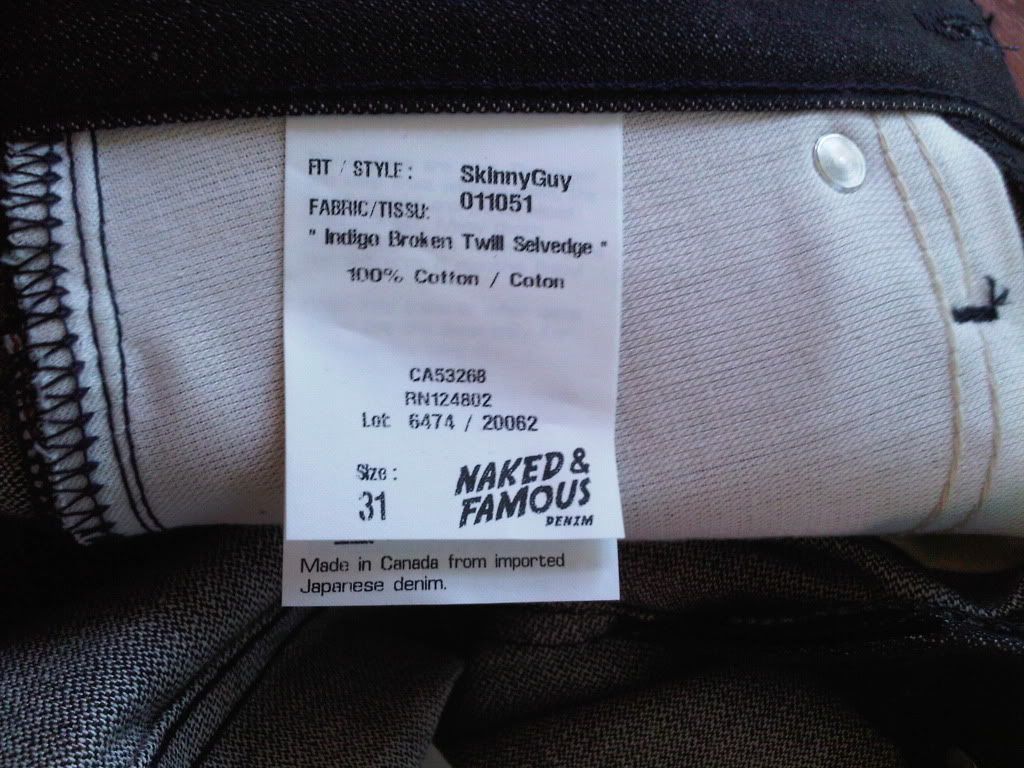 FIT / STYLE: SkinnyGuy
011051
FABRIC/TISSU:
" Indigo Broken Twill Selvedge "
100% Cotton / Coton
CA53268
RN124802
Lot: 6474 / 20062
Size:
31
NAKED &
FAMOUS
DENIM
Made in Canada from imported
Japanese denim.